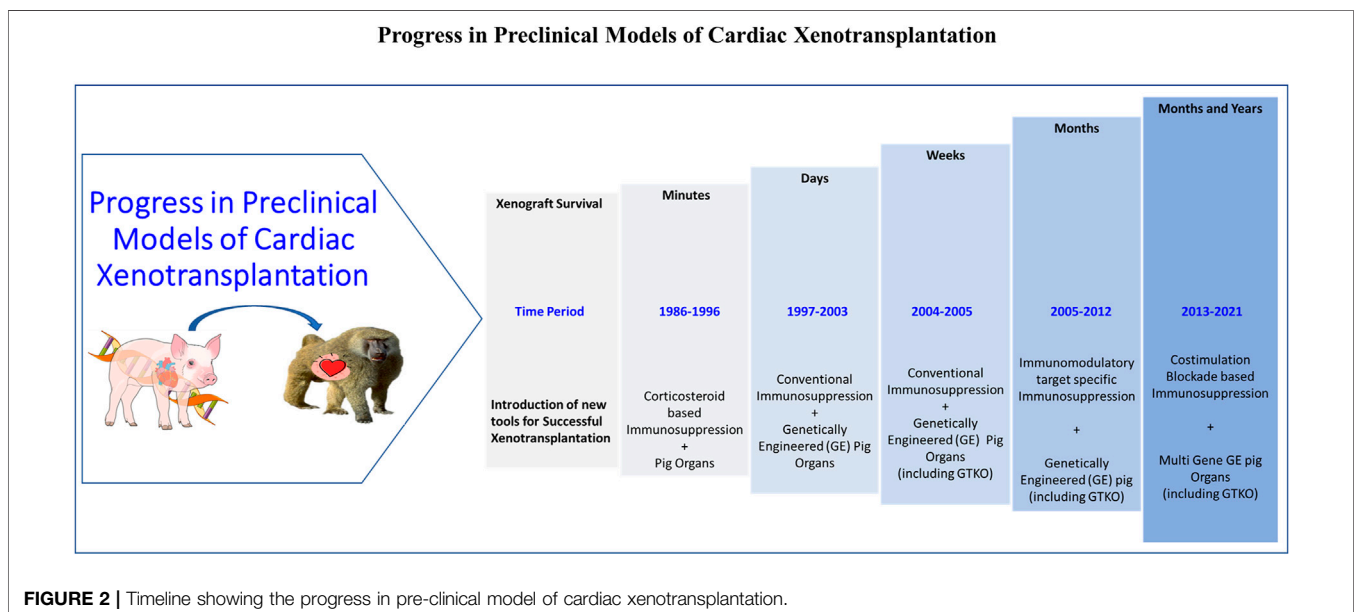 Progress in Preclinical Models of Cardiac Xenotransplantation
Progress in Preclinical
Models of Cardiac
Xenotransplantation
Xenograft Survival
Time Period
Introduction of new
tools for Successful
Xenotransplantation
Minutes
1986-1996
Corticosteroid
based
Immunosuppression
+
Pig Organs
Days
1997-2003
Conventional
Immunosuppression
+
Genetically
Engineered (GE) Pig
Organs
Weeks
2004-2005
Conventional
Immunosuppression
+
Genetically
Engineered (GE) Pig
Organs
(including GTKO)
Months
2005-2012
Immunomodulatory
target specific
Immunosuppression
+
Genetically
Engineered (GE) pig
(including GTKO)
Months and Years
2013-2021
Costimulation
Blockade based
Immunosuppression
+
Multi Gene GE pig
Organs
(including GTKO)
FIGURE 2 | Timeline showing the progress in pre-clinical model of cardiac xenotransplantation.